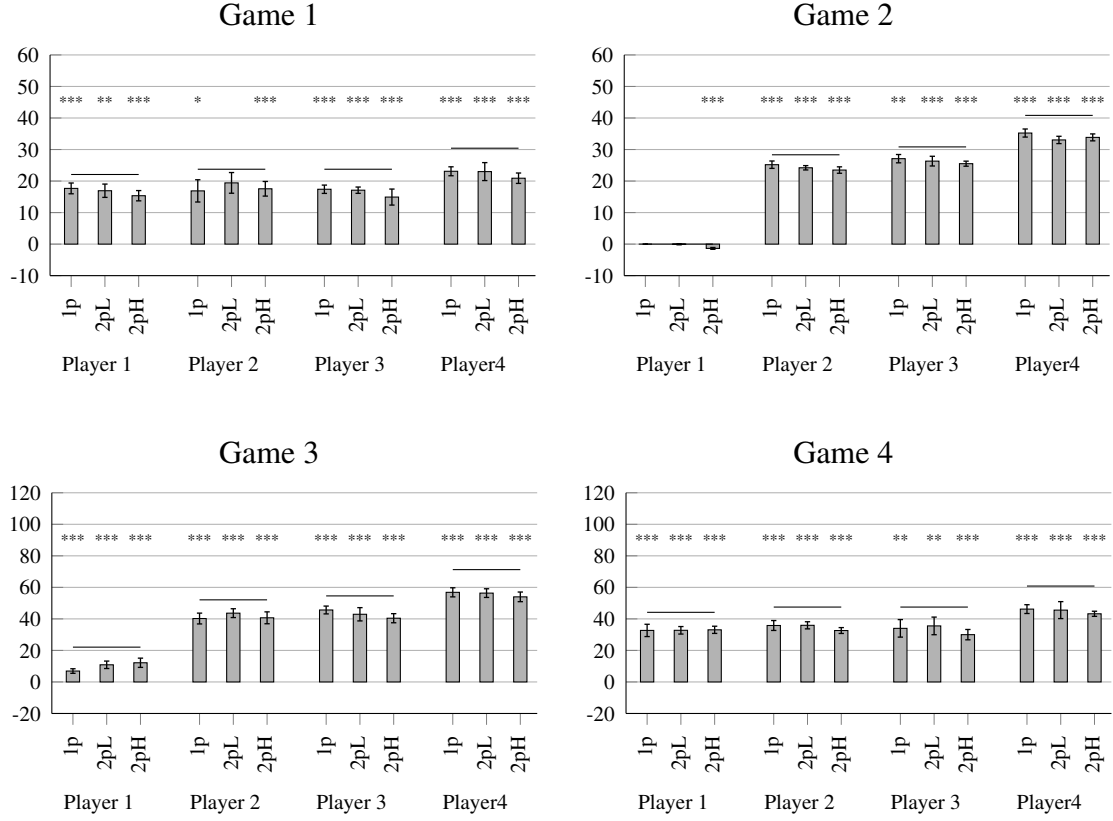 Game 1
60
50
40
30
20
10
0
-10
*** ** *** * *** *** *** *** *** *** ***
1p 2pL 2pH 1p 2pL 2pH 1p 2pL 2pH 1p 2pL 2pH
Player 1 Player 2 Player 3 Player4
Game 2
60
50
40
30
20
10
0
-10
*** *** *** *** ** *** *** *** *** ***
1p 2pL 2pH 1p 2pL 2pH 1p 2pL 2pH 1p 2pL 2pH
Player 1 Player 2 Player 3 Player4
Game 3
120
100
80
60
40
20
0
-20
*** *** *** *** *** *** *** *** *** *** *** ***
1p 2pL 2pH 1p 2pL 2pH 1p 2pL 2pH 1p 2pL 2pH
Player 1 Player 2 Player 3 Player4
Game 4
120
100
80
60
40
20
0
-20
*** *** *** *** *** *** ** ** *** *** *** ***
1p 2pL 2pH 1p 2pL 2pH 1p 2pL 2pH 1p 2pL 2pH
Player 1 Player 2 Player 3 Player4